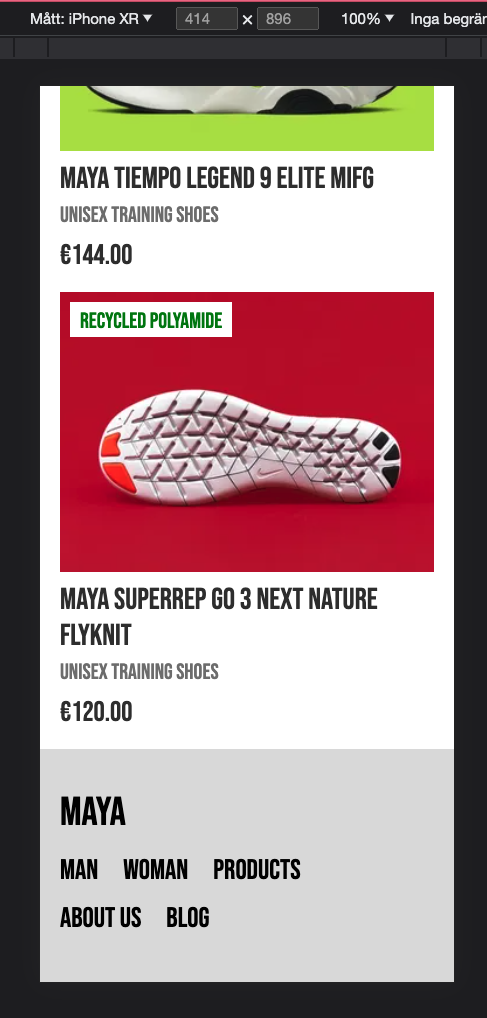 Mått: iPhone XR ▼ 414 × 896 100% ▼ Inga begrär
MAYA TIEMPO LEGEND 9 ELITE MIFG
UNISEX TRAINING SHOES
€144.00
RECYCLED POLYAMIDE
MAYA SUPERREP GO 3 NEXT NATURE
FLYKNIT
UNISEX TRAINING SHOES
€120.00
MAYA
MAN WOMAN PRODUCTS
ABOUT US BLOG